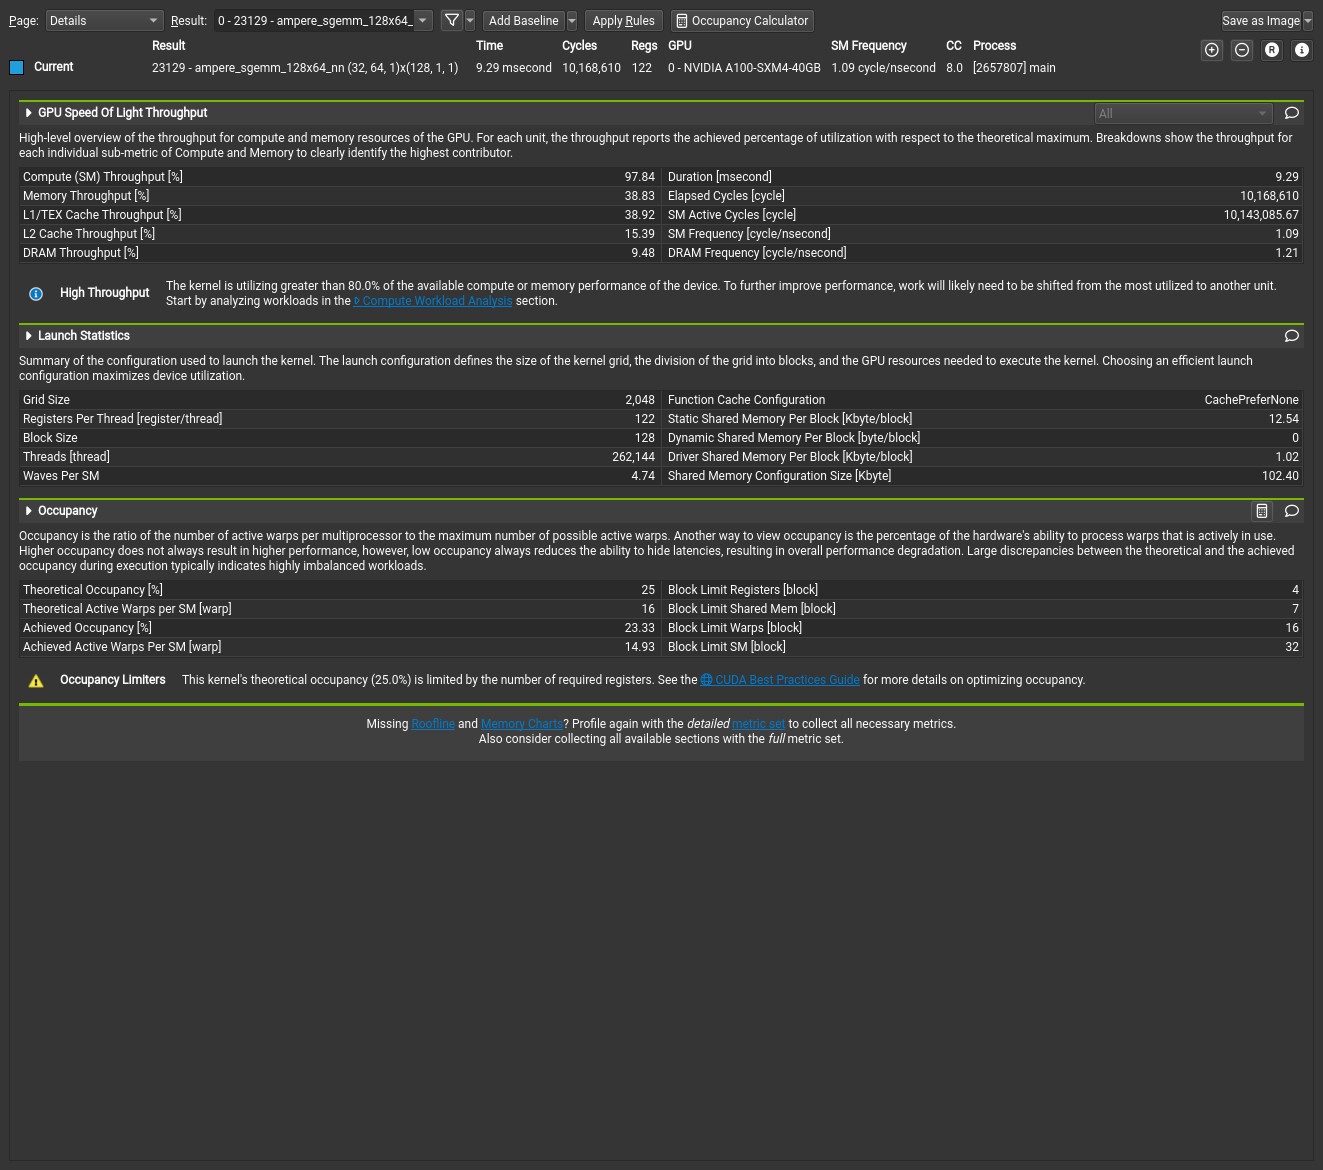 Page: Details Result: 0 - 23129 - ampere_sgemm_128x64_ Add Baseline Apply Rules Occupancy Calculator Save as Image
Result Time Cycles Regs GPU SM Frequency CC Process
Current 23129 - ampere_sgemm_128x64_nn (32, 64, 1)x(128, 1, 1) 9.29 msecond 10,168,610 122 0 - NVIDIA A100-SXM4-40GB 1.09 cycle/nsecond 8.0 [2657807] main
GPU Speed Of Light Throughput All
High-level overview of the throughput for compute and memory resources of the GPU. For each unit, the throughput reports the achieved percentage of utilization with respect to the theoretical maximum. Breakdowns show the throughput for
each individual sub-metric of Compute and Memory to clearly identify the highest contributor.
Compute (SM) Throughput [%] 97.84 Duration [msecond] 9.29
Memory Throughput [%] 38.83 Elapsed Cycles [cycle] 10,168,610
L1/TEX Cache Throughput [%] 38.92 SM Active Cycles [cycle] 10,143,085.67
L2 Cache Throughput [%] 15.39 SM Frequency [cycle/nsecond] 1.09
DRAM Throughput [%] 9.48 DRAM Frequency [cycle/nsecond] 1.21
High Throughput The kernel is utilizing greater than 80.0% of the available compute or memory performance of the device. To further improve performance, work will likely need to be shifted from the most utilized to another unit.
Start by analyzing workloads in the Compute Workload Analysis section.
Launch Statistics
Summary of the configuration used to launch the kernel. The launch configuration defines the size of the kernel grid, the division of the grid into blocks, and the GPU resources needed to execute the kernel. Choosing an efficient launch
configuration maximizes device utilization.
Grid Size 2,048 Function Cache Configuration CachePreferNone
Registers Per Thread [register/thread] 122 Static Shared Memory Per Block [Kbyte/block] 12.54
Block Size 128 Dynamic Shared Memory Per Block [byte/block] 0
Threads [thread] 262,144 Driver Shared Memory Per Block [Kbyte/block] 1.02
Waves Per SM 4.74 Shared Memory Configuration Size [Kbyte] 102.40
Occupancy
Occupancy is the ratio of the number of active warps per multiprocessor to the maximum number of possible active warps. Another way to view occupancy is the percentage of the hardware's ability to process warps that is actively in use.
Higher occupancy does not always result in higher performance, however, low occupancy always reduces the ability to hide latencies, resulting in overall performance degradation. Large discrepancies between the theoretical and the achieved
occupancy during execution typically indicates highly imbalanced workloads.
Theoretical Occupancy [%] 25 Block Limit Registers [block] 4
Theoretical Active Warps per SM [warp] 16 Block Limit Shared Mem [block] 7
Achieved Occupancy [%] 23.33 Block Limit Warps [block] 16
Achieved Active Warps Per SM [warp] 14.93 Block Limit SM [block] 32
Occupancy Limiters This kernel's theoretical occupancy (25.0%) is limited by the number of required registers. See the CUDA Best Practices Guide for more details on optimizing occupancy.
Missing Roofline and Memory Charts? Profile again with the detailed metric set to collect all necessary metrics.
Also consider collecting all available sections with the full metric set.